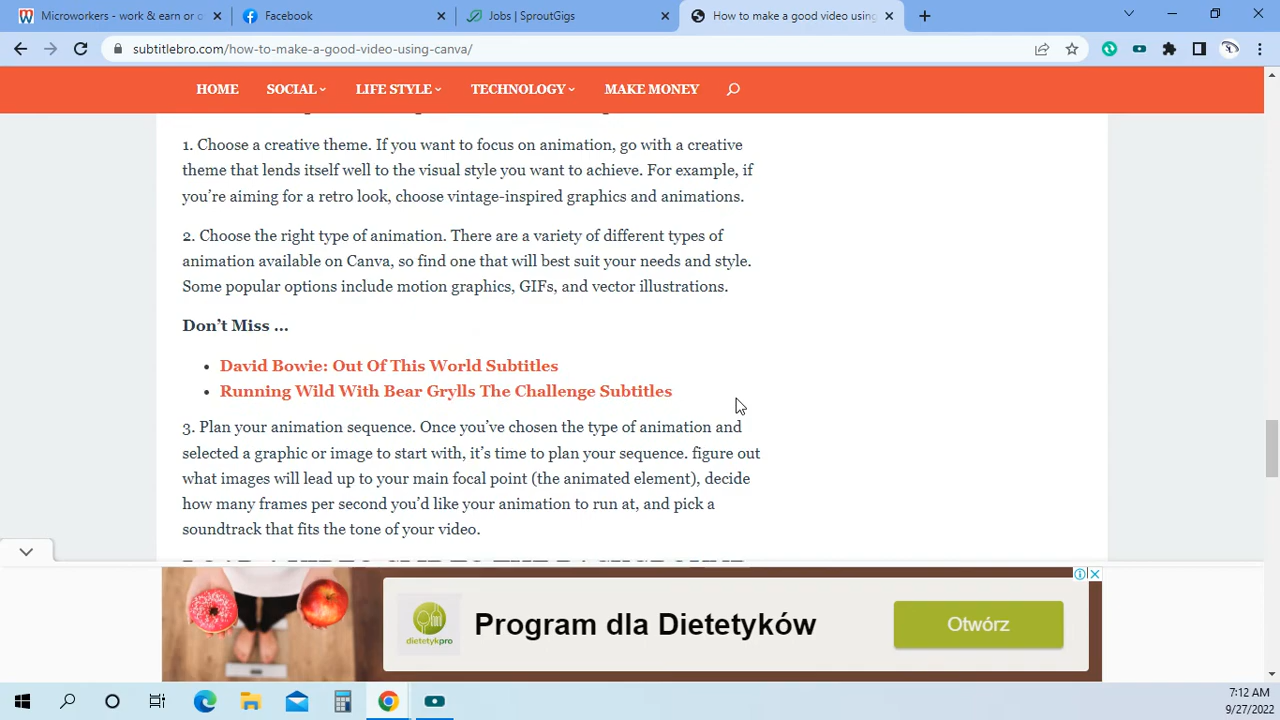 Microworkers - work & earn or o
Facebook
Jobs | SproutGigs
How to make a good video using
subtitlebro.com/how-to-make-a-good-video-using-canva/
HOME
SOCIAL
LIFE STYLE
TECHNOLOGY
MAKE MONEY
1. Choose a creative theme. If you want to focus on animation, go with a creative
theme that lends itself well to the visual style you want to achieve. For example, if
you’re aiming for a retro look, choose vintage-inspired graphics and animations.
2. Choose the right type of animation. There are a variety of different types of
animation available on Canva, so find one that will best suit your needs and style.
Some popular options include motion graphics, GIFs, and vector illustrations.
Don’t Miss …
• David Bowie: Out Of This World Subtitles
• Running Wild With Bear Grylls The Challenge Subtitles
3. Plan your animation sequence. Once you’ve chosen the type of animation and
selected a graphic or image to start with, it’s time to plan your sequence. figure out
what images will lead up to your main focal point (the animated element), decide
how many frames per second you’d like your animation to run at, and pick a
soundtrack that fits the tone of your video.
dietetykpro
Program dla Dietetyków
Otwórz
7:12 AM
9/27/2022